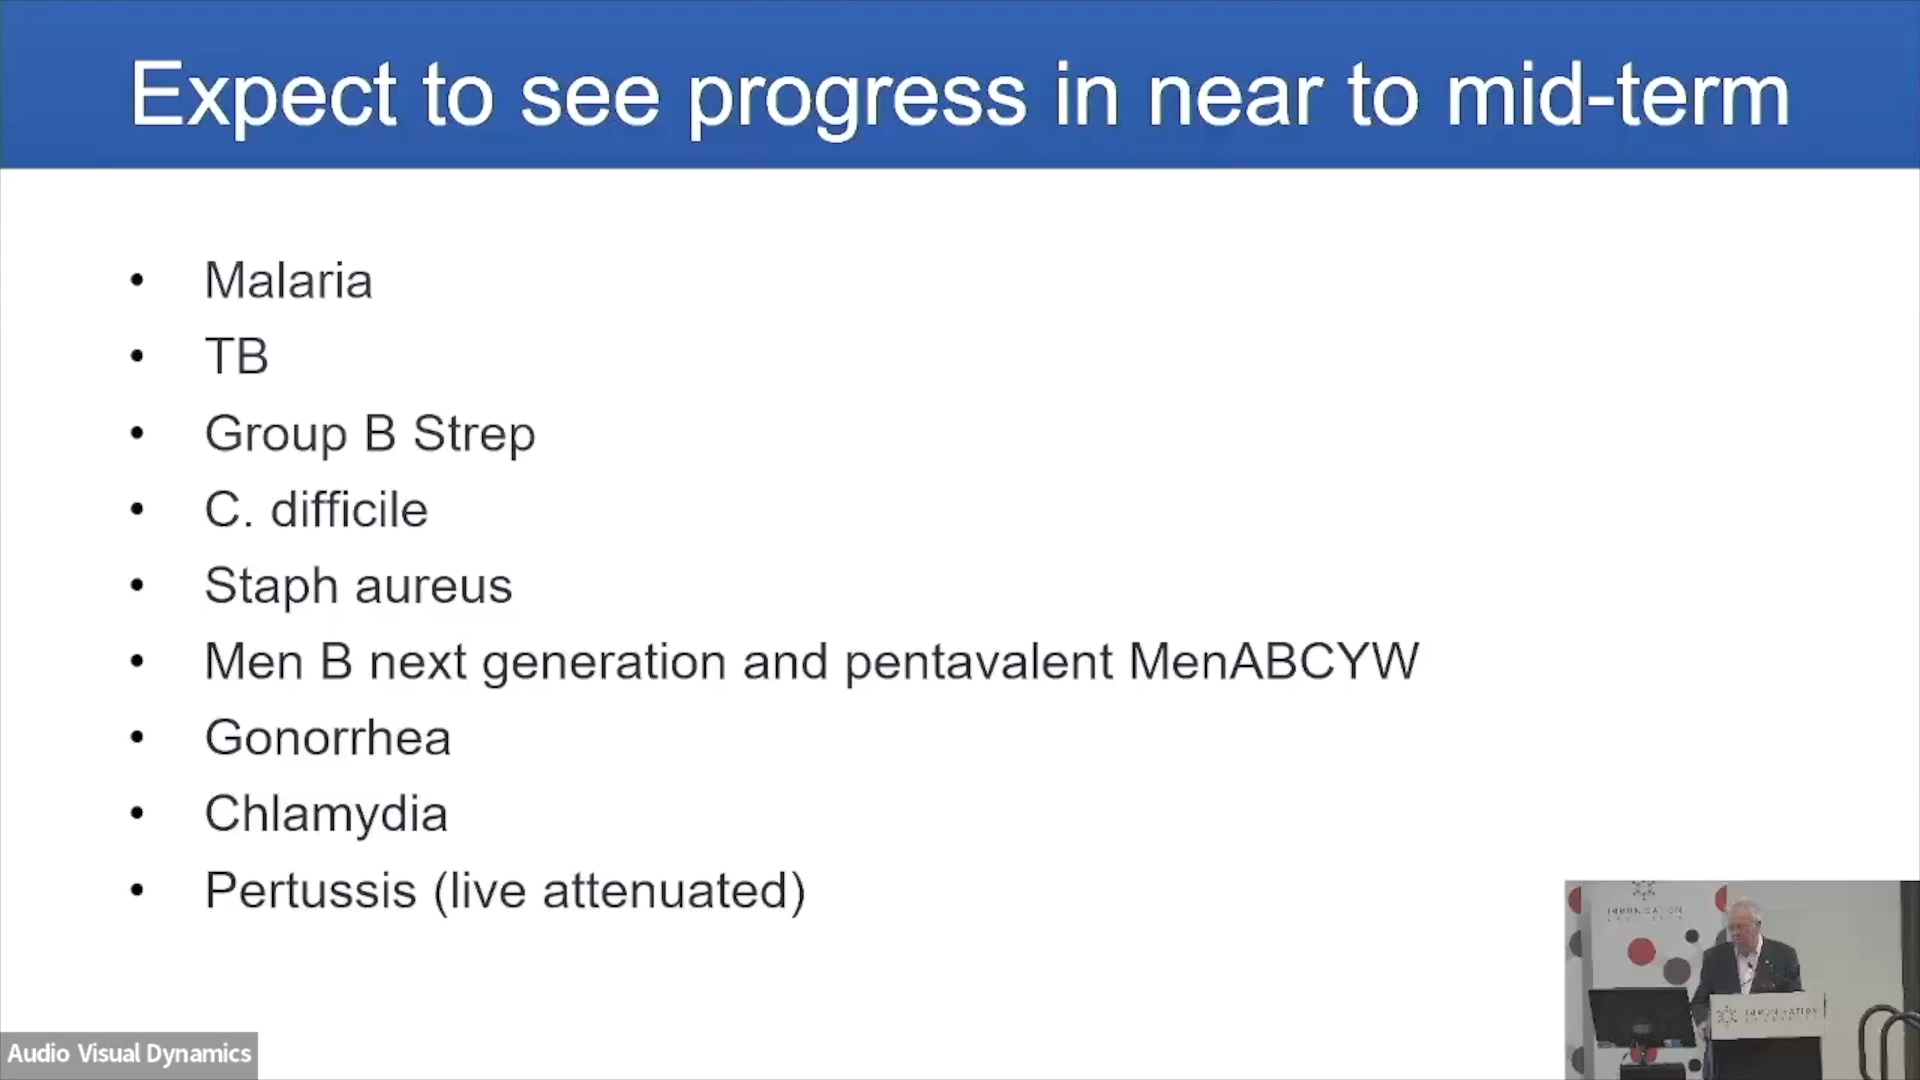 Expect to see progress in near to mid-term
• Malaria
• TB
• Group B Strep
• C. difficile
• Staph aureus
• Men B next generation and pentavalent MenABCYW
• Gonorrhea
• Chlamydia
• Pertussis (live attenuated)
Audio Visual Dynamics